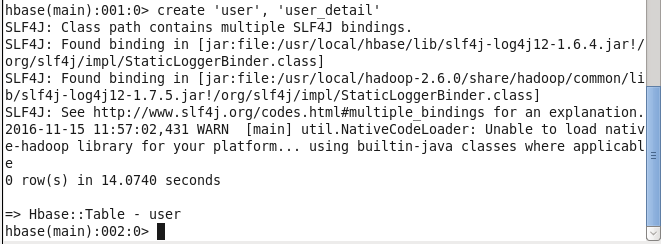 hbase(main):001:0> create 'user', 'user_detail'
SLF4J: Class path contains multiple SLF4J bindings.
SLF4J: Found binding in [jar:file:/usr/local/hbase/lib/slf4j-log4j12-1.6.4.jar!/
org/slf4j/impl/StaticLoggerBinder.class]
SLF4J: Found binding in [jar:file:/usr/local/hadoop-2.6.0/share/hadoop/common/li
b/slf4j-log4j12-1.7.5.jar!/org/slf4j/impl/StaticLoggerBinder.class]
SLF4J: See http://www.slf4j.org/codes.html#multiple_bindings for an explanation.
2016-11-15 11:57:02,431 WARN  [main] util.NativeCodeLoader: Unable to load nativ
e-hadoop library for your platform... using builtin-java classes where applicabl
e
0 row(s) in 14.0740 seconds

=> Hbase::Table - user
hbase(main):002:0>